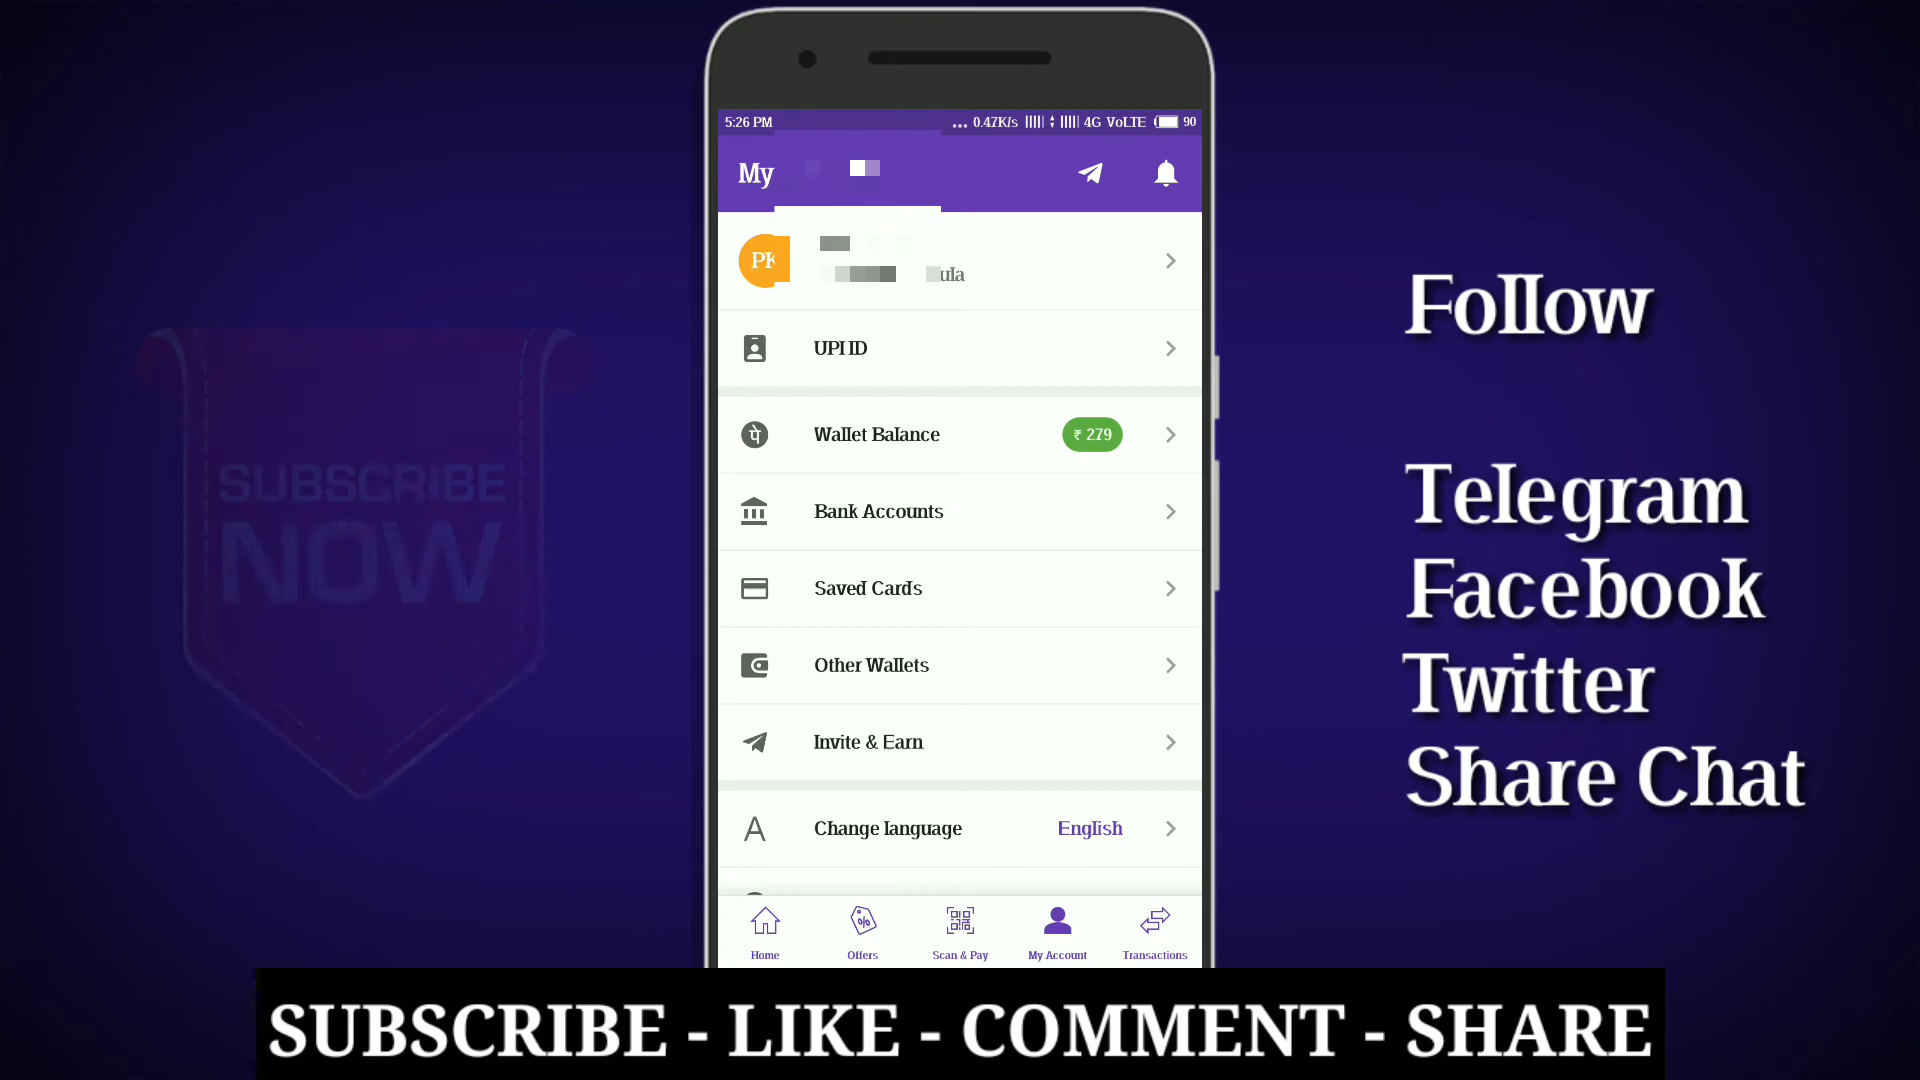 5:26 PM ... 0.47K/s 4G VoLTE 90
My
PK
ula
UPI ID
पे Wallet Balance ₹ 279
Bank Accounts
Saved Cards
Other Wallets
Invite & Earn
A Change language English
Home Offers Scan & Pay My Account Transactions
SUBSCRIBE
NOW
Follow
Telegram
Facebook
Twitter
Share Chat
SUBSCRIBE - LIKE - COMMENT - SHARE